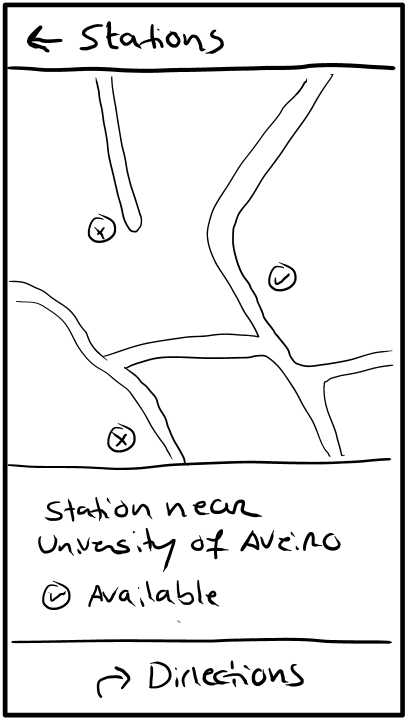 ← Stations
Station near
University of Aveiro
Available
Directions